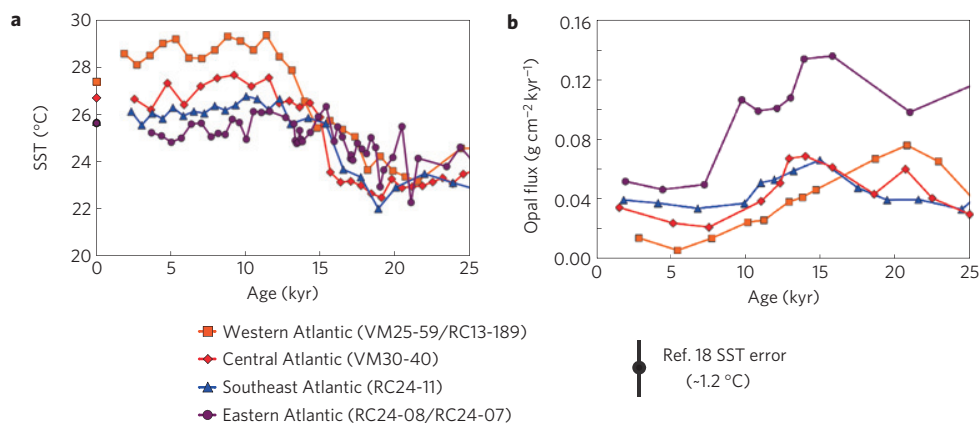 a
30
28
26
24
22
20
SST (°C)
0
5
10
15
20
25
Age (kyr)
b
0.16
0.12
0.08
0.04
0.00
Opal flux (g cm⁻² kyr⁻¹)
0
5
10
15
20
25
Age (kyr)
Western Atlantic (VM25-59/RC13-189)
Central Atlantic (VM30-40)
Southeast Atlantic (RC24-11)
Eastern Atlantic (RC24-08/RC24-07)
Ref. 18 SST error
(~1.2 °C)